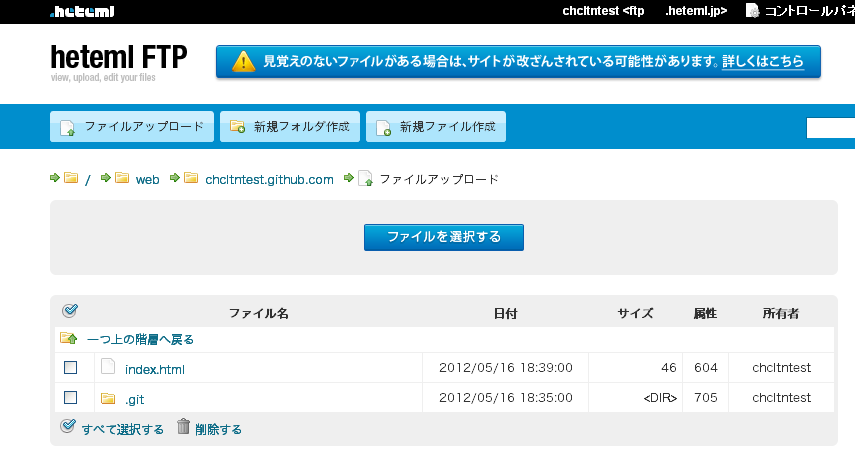 .heteml
chcltntest <ftp .heteml.jp> コントロールパネ
heteml FTP
view, upload, edit your files
見覚えのないファイルがある場合は、サイトが改ざんされている可能性があります。詳しくはこちら
ファイルアップロード 新規フォルダ作成 新規ファイル作成
/ web chcltntest.github.com ファイルアップロード
ファイルを選択する
ファイル名 日付 サイズ 属性 所有者
一つ上の階層へ戻る
index.html 2012/05/16 18:39:00 46 604 chcltntest
.git 2012/05/16 18:35:00 <DIR> 705 chcltntest
すべて選択する 削除する